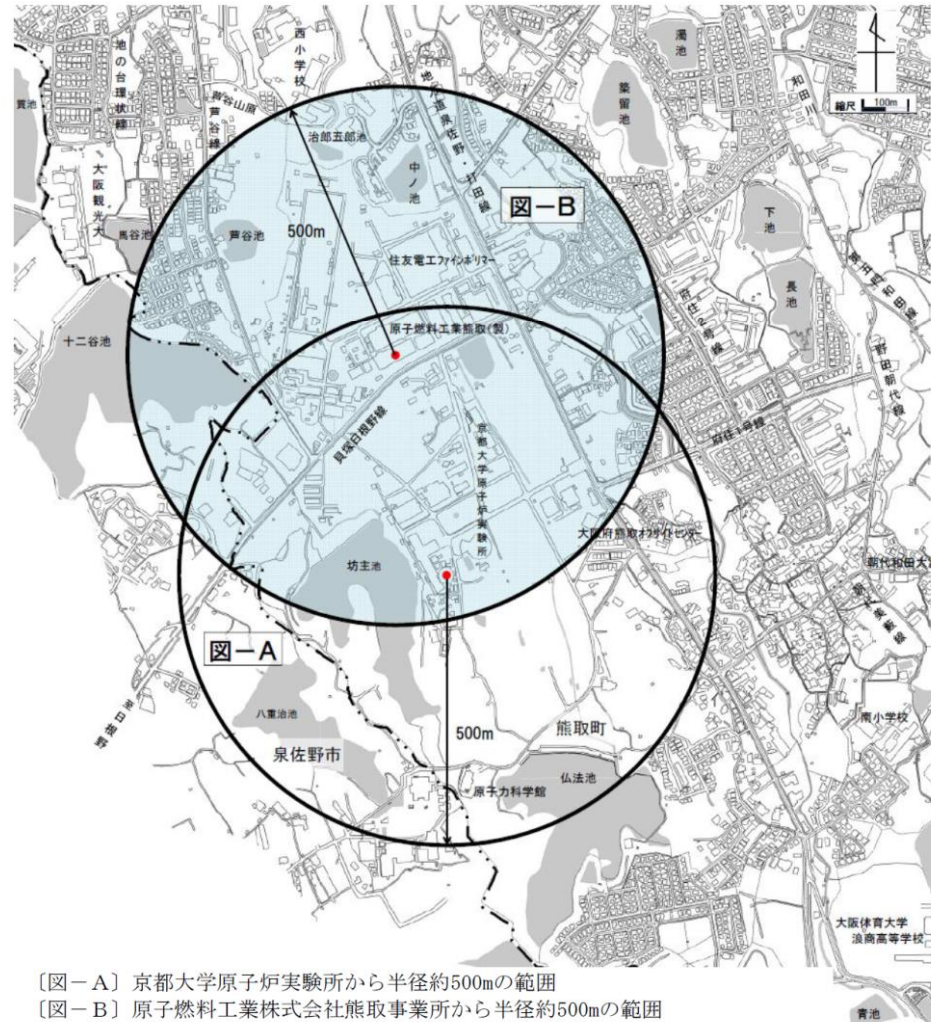 濁池
和田川
縮尺 100m
西小学校
地の台環状線
芦谷山原
芦谷線
築留池
治郎五郎池
中ノ池
図－B
大阪観光大
馬谷池
芦谷池
500m
住友電工ファインポリマー
下池
長池
府住2号線
十二谷池
原子燃料工業熊取(製)
野田朝代線
貝塚日根野線
京都大学原子炉実験所
府住1号線
大阪府熊取オフサイトセンター
坊主池
図－A
八重治池
500m
熊取町
至日根野
泉佐野市
南小学校
仏法池
原子力科学館
大阪体育大学
浪商高等学校
青池
〔図－A〕京都大学原子炉実験所から半径約500mの範囲
〔図－B〕原子燃料工業株式会社熊取事業所から半径約500mの範囲